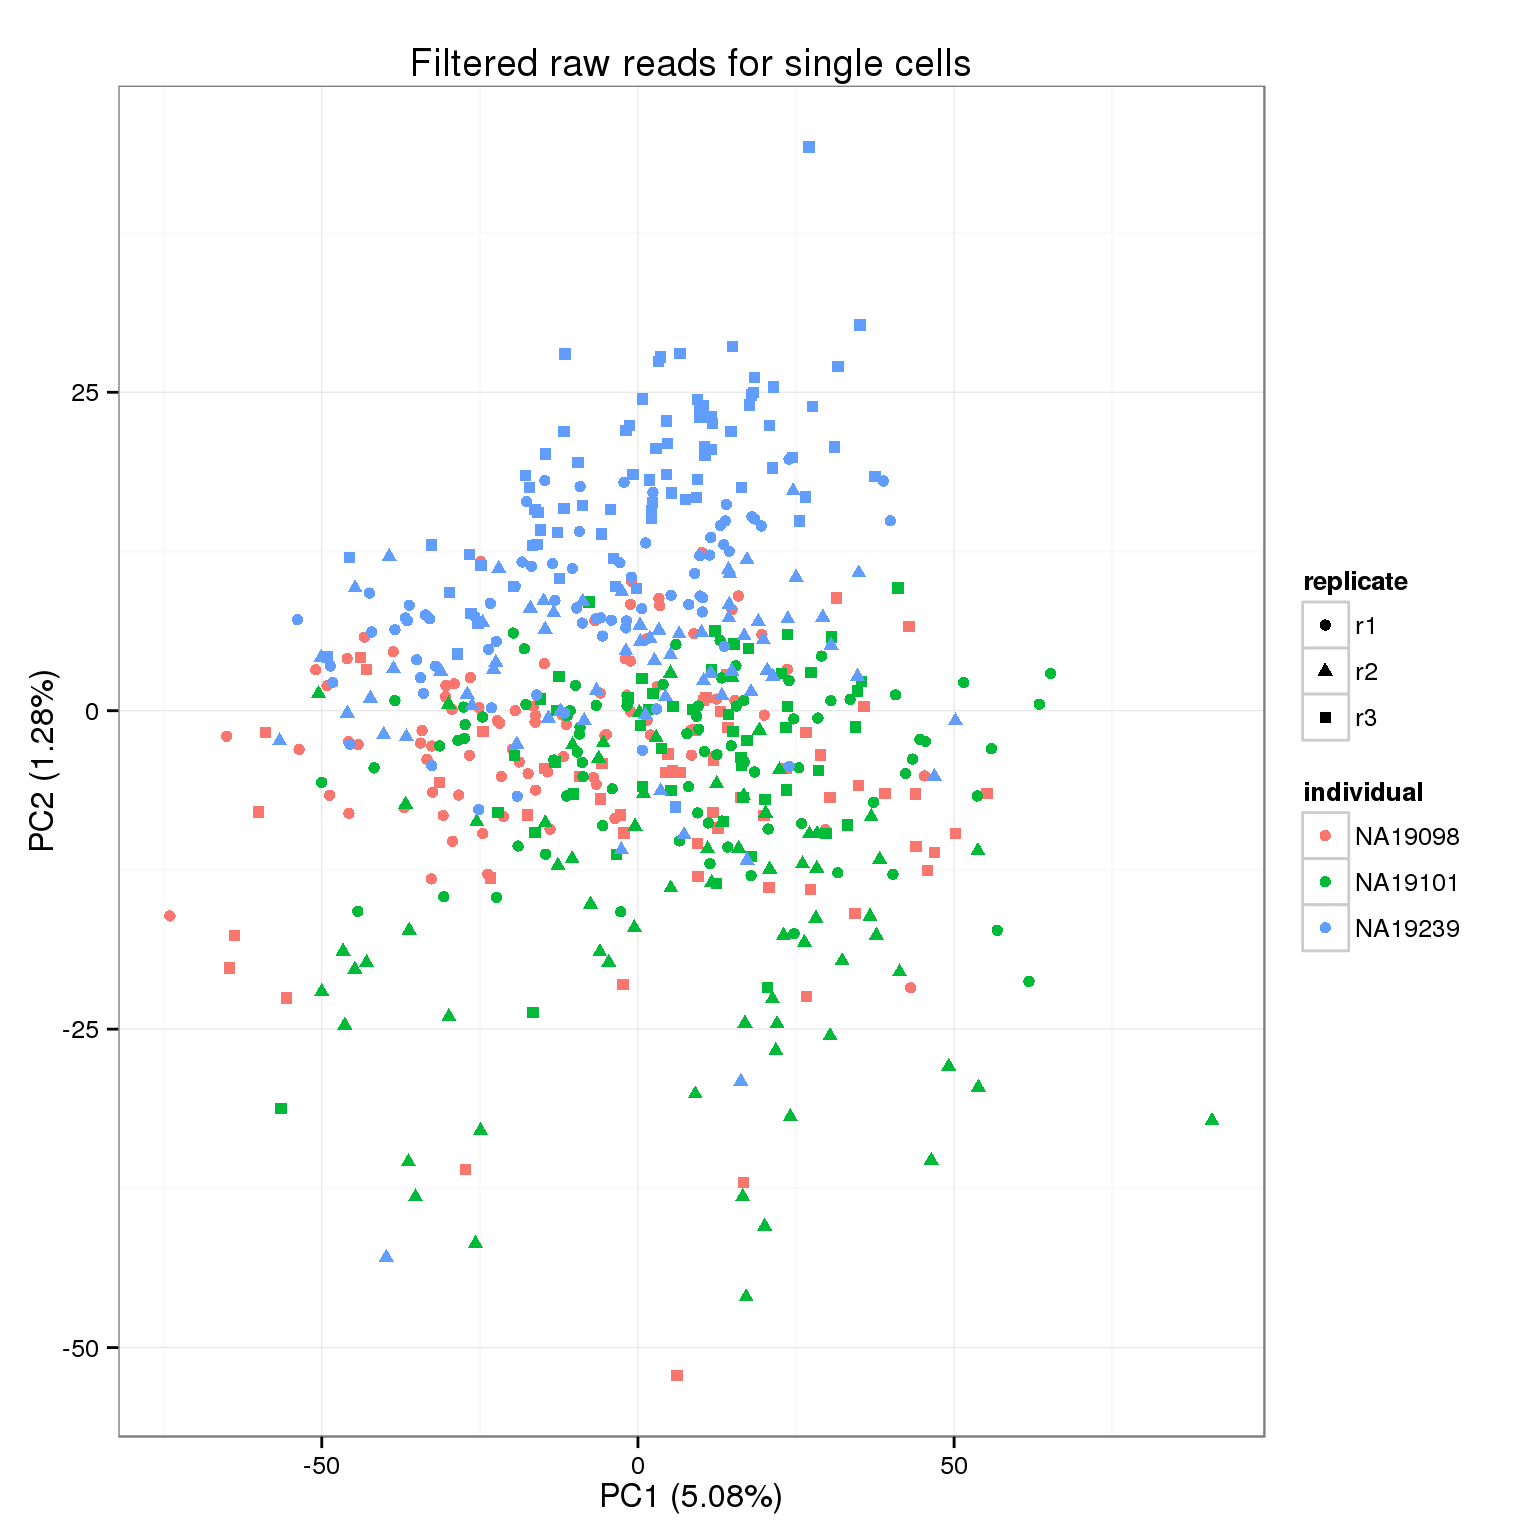 Filtered raw reads for single cells
25
0
-25
-50
PC2 (1.28%)
-50
0
50
PC1 (5.08%)
replicate
r1
r2
r3
individual
NA19098
NA19101
NA19239